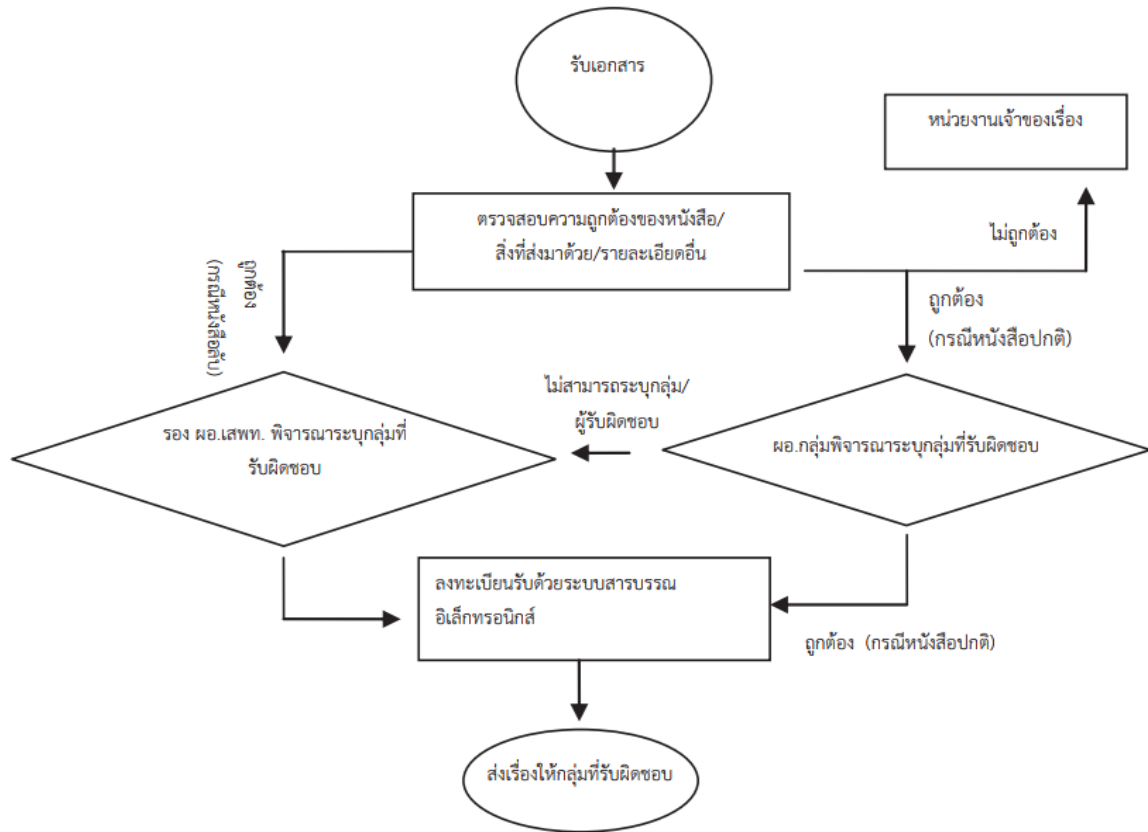 รับเอกสาร
หน่วยงานเจ้าของเรื่อง
ตรวจสอบความถูกต้องของหนังสือ/
สิ่งที่ส่งมาด้วย/รายละเอียดอื่น
ไม่ถูกต้อง
ถูกต้อง
(กรณีหนังสือลับ)
ถูกต้อง
(กรณีหนังสือปกติ)
ไม่สามารถระบุกลุ่ม/
ผู้รับผิดชอบ
รอง ผอ.เสพท. พิจารณาระบุกลุ่มที่
รับผิดชอบ
ผอ.กลุ่มพิจารณาระบุกลุ่มที่รับผิดชอบ
ลงทะเบียนรับด้วยระบบสารบรรณ
อิเล็กทรอนิกส์
ถูกต้อง (กรณีหนังสือปกติ)
ส่งเรื่องให้กลุ่มที่รับผิดชอบ